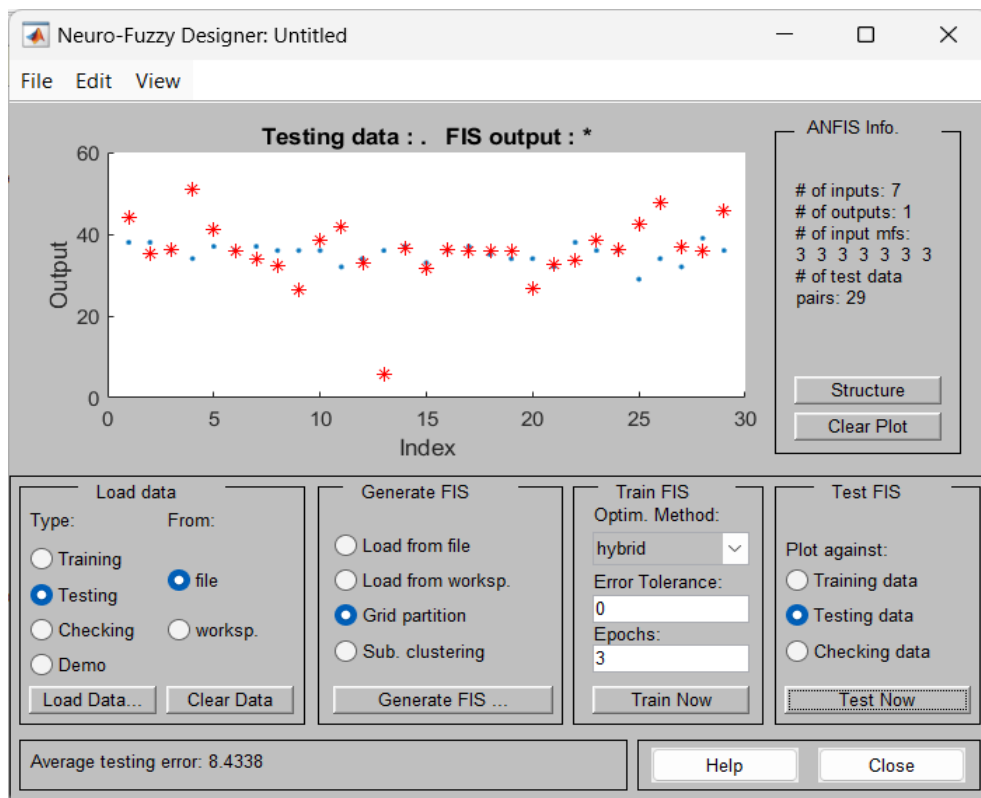 Neuro-Fuzzy Designer: Untitled
File Edit View
Testing data : . FIS output : *
60
40
20
0
Output
0 5 10 15 20 25 30
Index
ANFIS Info.
# of inputs: 7
# of outputs: 1
# of input mfs:
3 3 3 3 3 3 3
# of test data
pairs: 29
Structure
Clear Plot
Load data
Type: From:
Training
Testing
Checking
Demo
file
worksp.
Load Data... Clear Data
Generate FIS
Load from file
Load from worksp.
Grid partition
Sub. clustering
Generate FIS ...
Train FIS
Optim. Method:
hybrid
Error Tolerance:
0
Epochs:
3
Train Now
Test FIS
Plot against:
Training data
Testing data
Checking data
Test Now
Average testing error: 8.4338
Help Close